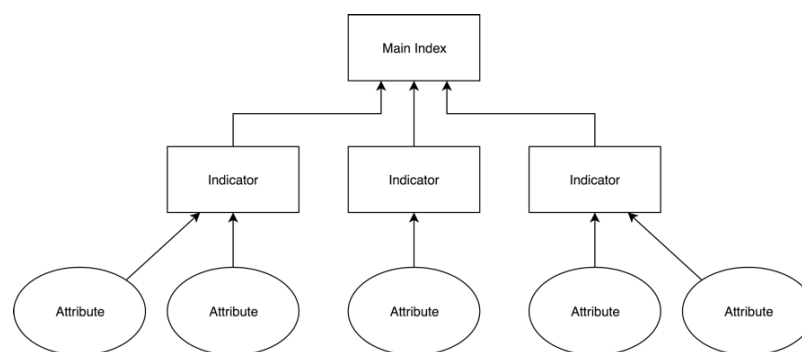 Main Index
Indicator
Indicator
Indicator
Attribute
Attribute
Attribute
Attribute
Attribute